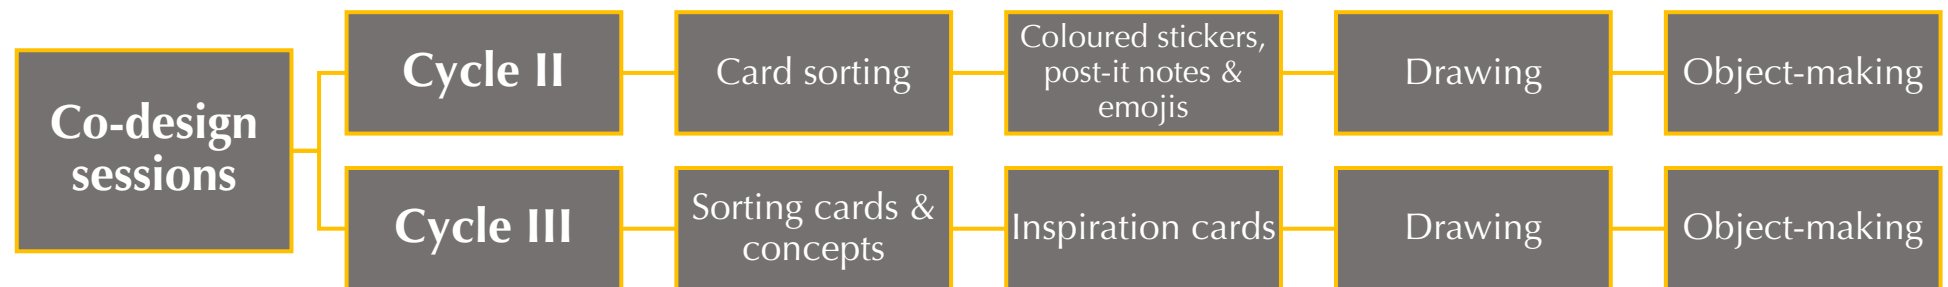 Co-design
sessions
Cycle II
Card sorting
Coloured stickers,
post-it notes &
emojis
Drawing
Object-making
Cycle III
Sorting cards &
concepts
Inspiration cards
Drawing
Object-making